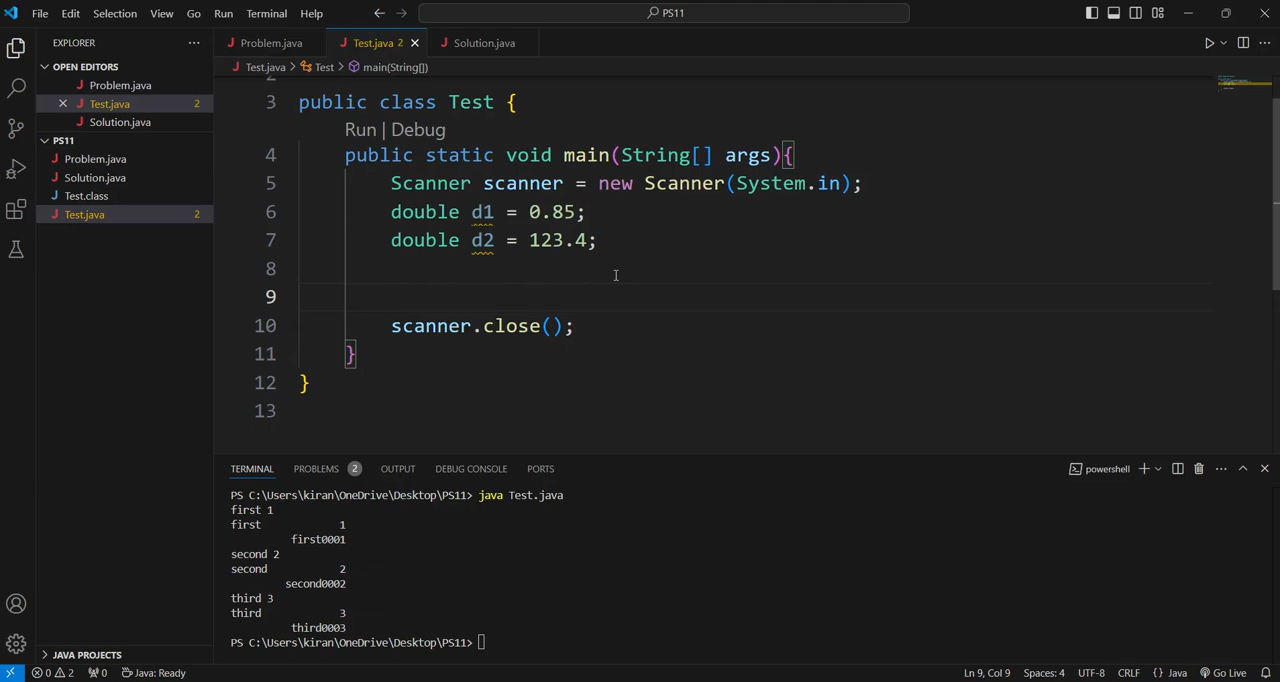 File Edit Selection View Go Run Terminal Help PS11
EXPLORER
OPEN EDITORS
Problem.java
Test.java 2
Solution.java
PS11
Problem.java
Solution.java
Test.class
Test.java 2
JAVA PROJECTS
Problem.java Test.java 2 Solution.java
Test.java Test main(String[])
2
3 public class Test {
Run | Debug
4 public static void main(String[] args){
5 Scanner scanner = new Scanner(System.in);
6 double d1 = 0.85;
7 double d2 = 123.4;
8
9
10 scanner.close();
11 }
12 }
13
TERMINAL PROBLEMS 2 OUTPUT DEBUG CONSOLE PORTS powershell
PS C:\Users\kiran\OneDrive\Desktop\PS11> java Test.java
first 1
first 1
first0001
second 2
second 2
second0002
third 3
third 3
third0003
PS C:\Users\kiran\OneDrive\Desktop\PS11>
0 2 0 Java: Ready Ln 9, Col 9 Spaces: 4 UTF-8 CRLF {} Java Go Live